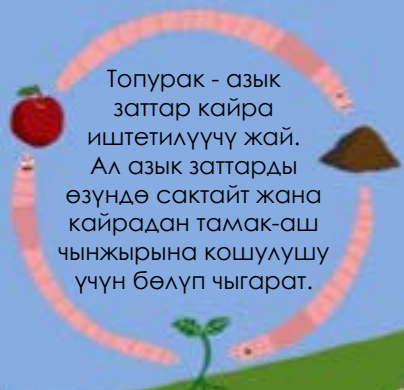 Топурак - азык
заттар кайра
иштетилүүчү жай.
Ал азык заттарды
өзүндө сактайт жана
кайрадан тамак-аш
чынжырына кошулушу
үчүн бөлүп чыгарат.